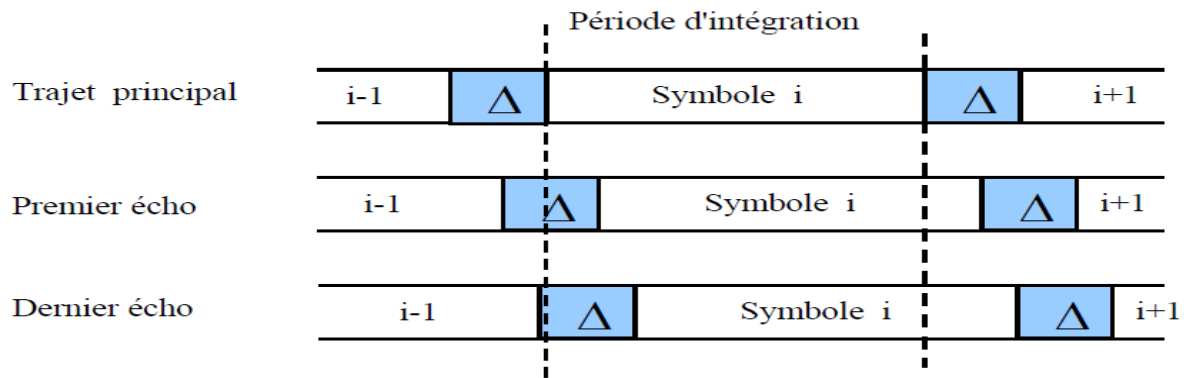 Période d'intégration
Trajet principal i-1 Δ Symbole i Δ i+1
Premier écho i-1 Δ Symbole i Δ i+1
Dernier écho i-1 Δ Symbole i Δ i+1